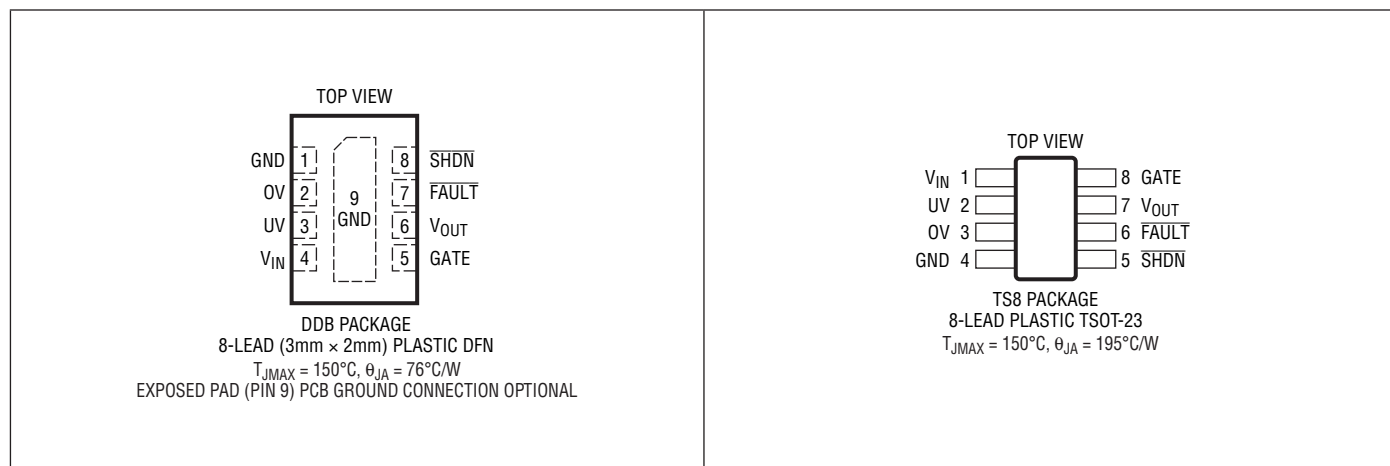 TOP VIEW
GND 1
OV 2
UV 3
VIN 4
9
GND
8 SHDN
7 FAULT
6 VOUT
5 GATE
DDB PACKAGE
8-LEAD (3mm × 2mm) PLASTIC DFN
TJMAX = 150°C, θJA = 76°C/W
EXPOSED PAD (PIN 9) PCB GROUND CONNECTION OPTIONAL
TOP VIEW
VIN 1
UV 2
OV 3
GND 4
8 GATE
7 VOUT
6 FAULT
5 SHDN
TS8 PACKAGE
8-LEAD PLASTIC TSOT-23
TJMAX = 150°C, θJA = 195°C/W